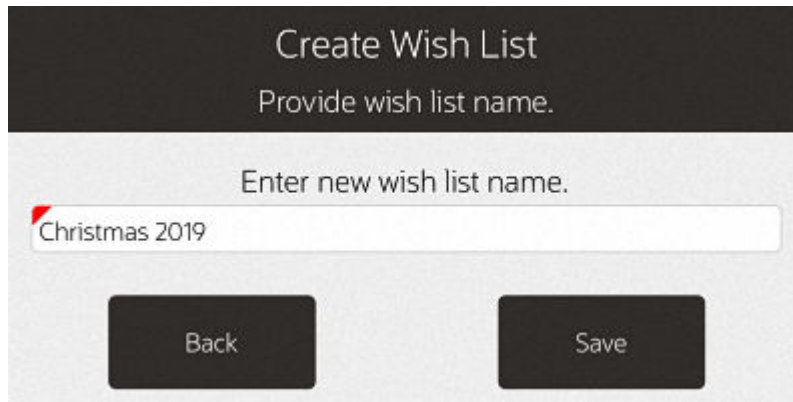 Create Wish List
Provide wish list name.
Enter new wish list name.
Christmas 2019
Back Save